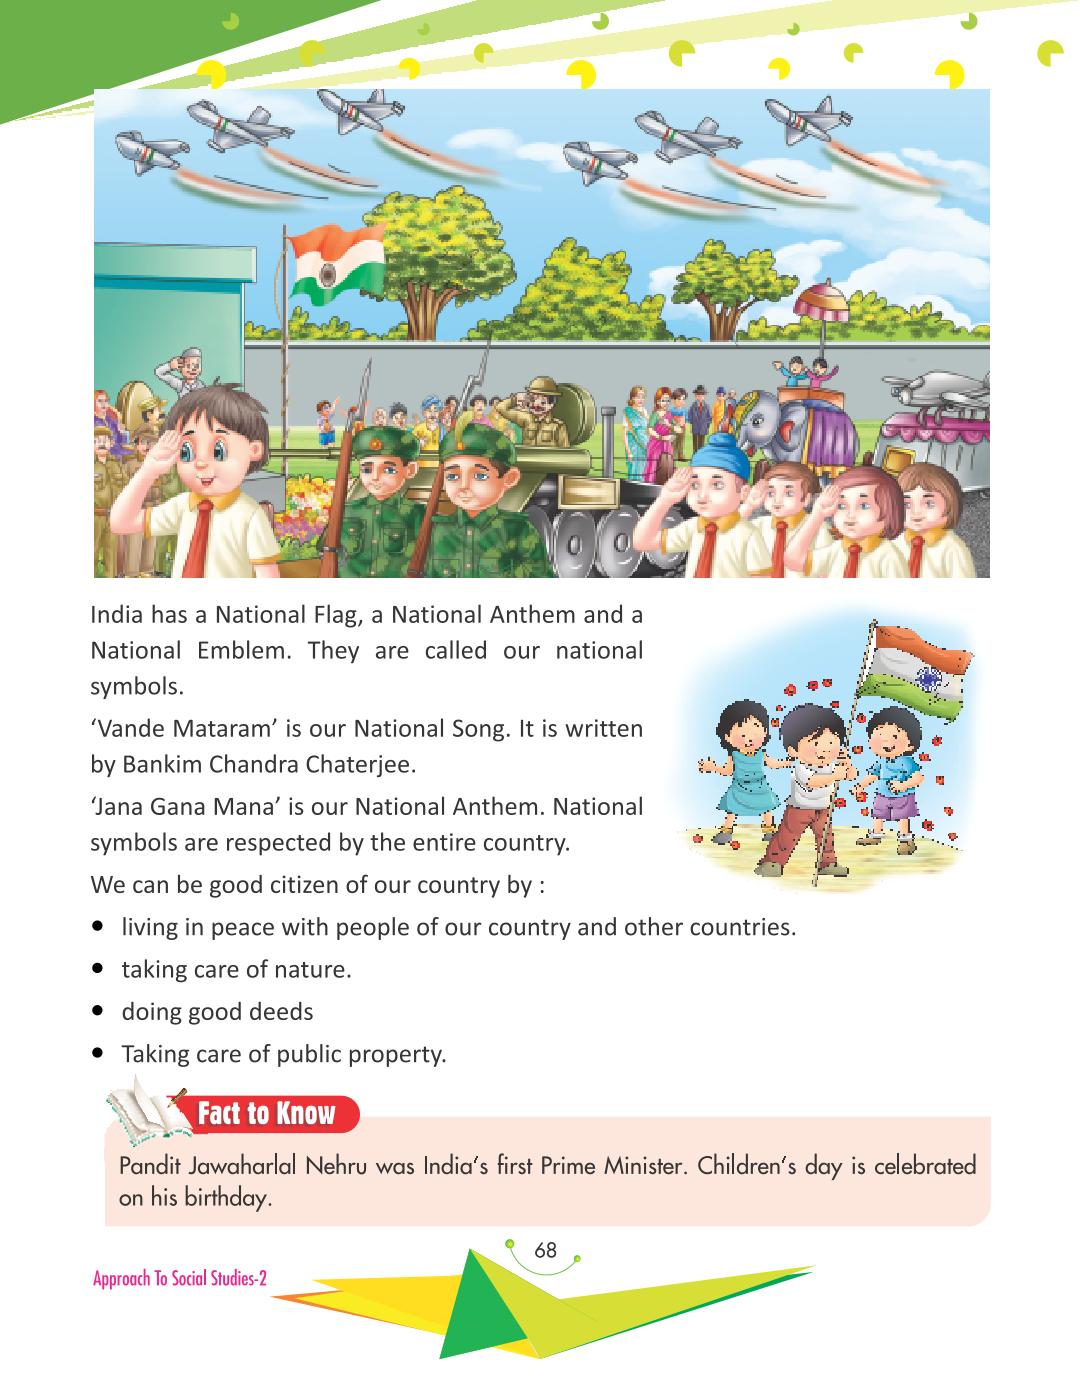 India has a National Flag, a National Anthem and a
National Emblem. They are called our national
symbols.
‘Vande Mataram’ is our National Song. It is written
by Bankim Chandra Chaterjee.
‘Jana Gana Mana’ is our National Anthem. National
symbols are respected by the entire country.
We can be good citizen of our country by :
• living in peace with people of our country and other countries.
• taking care of nature.
• doing good deeds
• Taking care of public property.
Fact to Know
Pandit Jawaharlal Nehru was India’s first Prime Minister. Children’s day is celebrated
on his birthday.
68
Approach To Social Studies-2